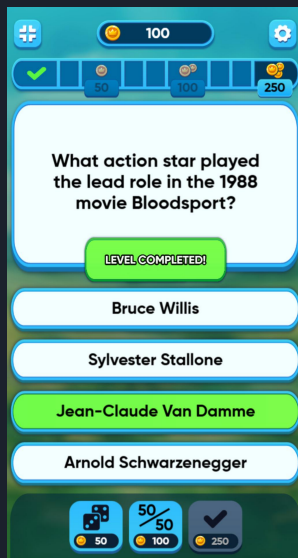 100
50
100
250
What action star played
the lead role in the 1988
movie Bloodsport?
LEVEL COMPLETED!
Bruce Willis
Sylvester Stallone
Jean-Claude Van Damme
Arnold Schwarzenegger
50/50
50
100
250